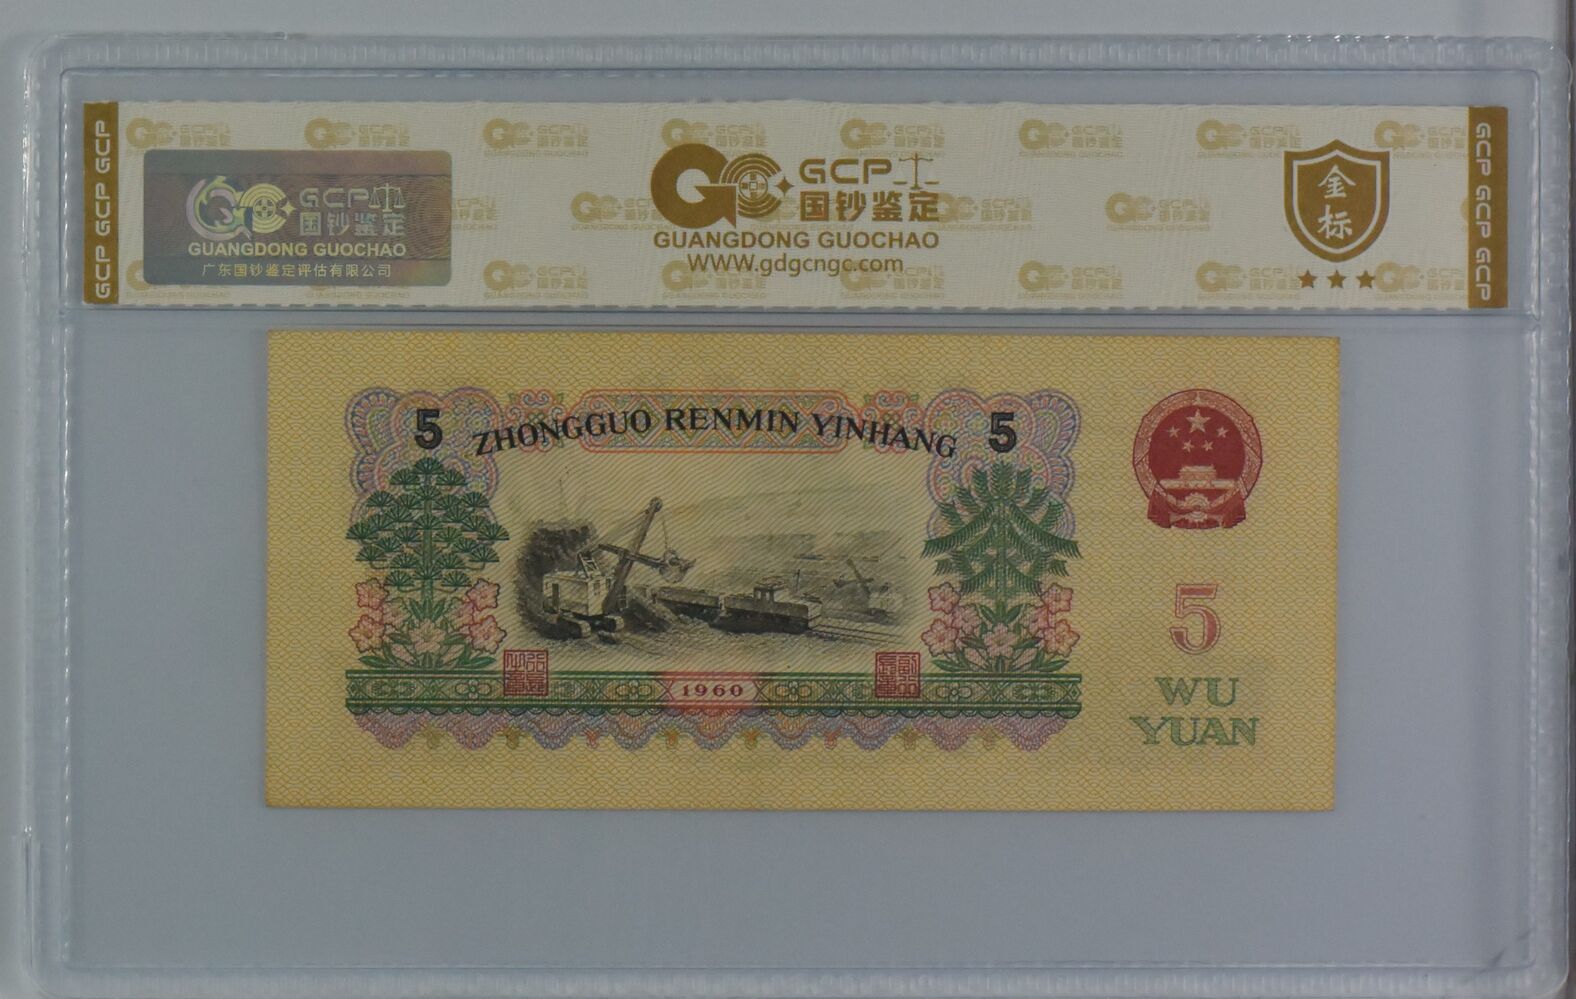 GCP GCP GCP
GCP
国钞鉴定
GUANGDONG GUOCHAO
广东国钞鉴定评估有限公司
GCP
国钞鉴定
GUANGDONG GUOCHAO
WWW.gdgcngc.com
金标
GCP GCP GCP
5
ZHONGGUO RENMIN YINHANG
5
1960
5
WU
YUAN